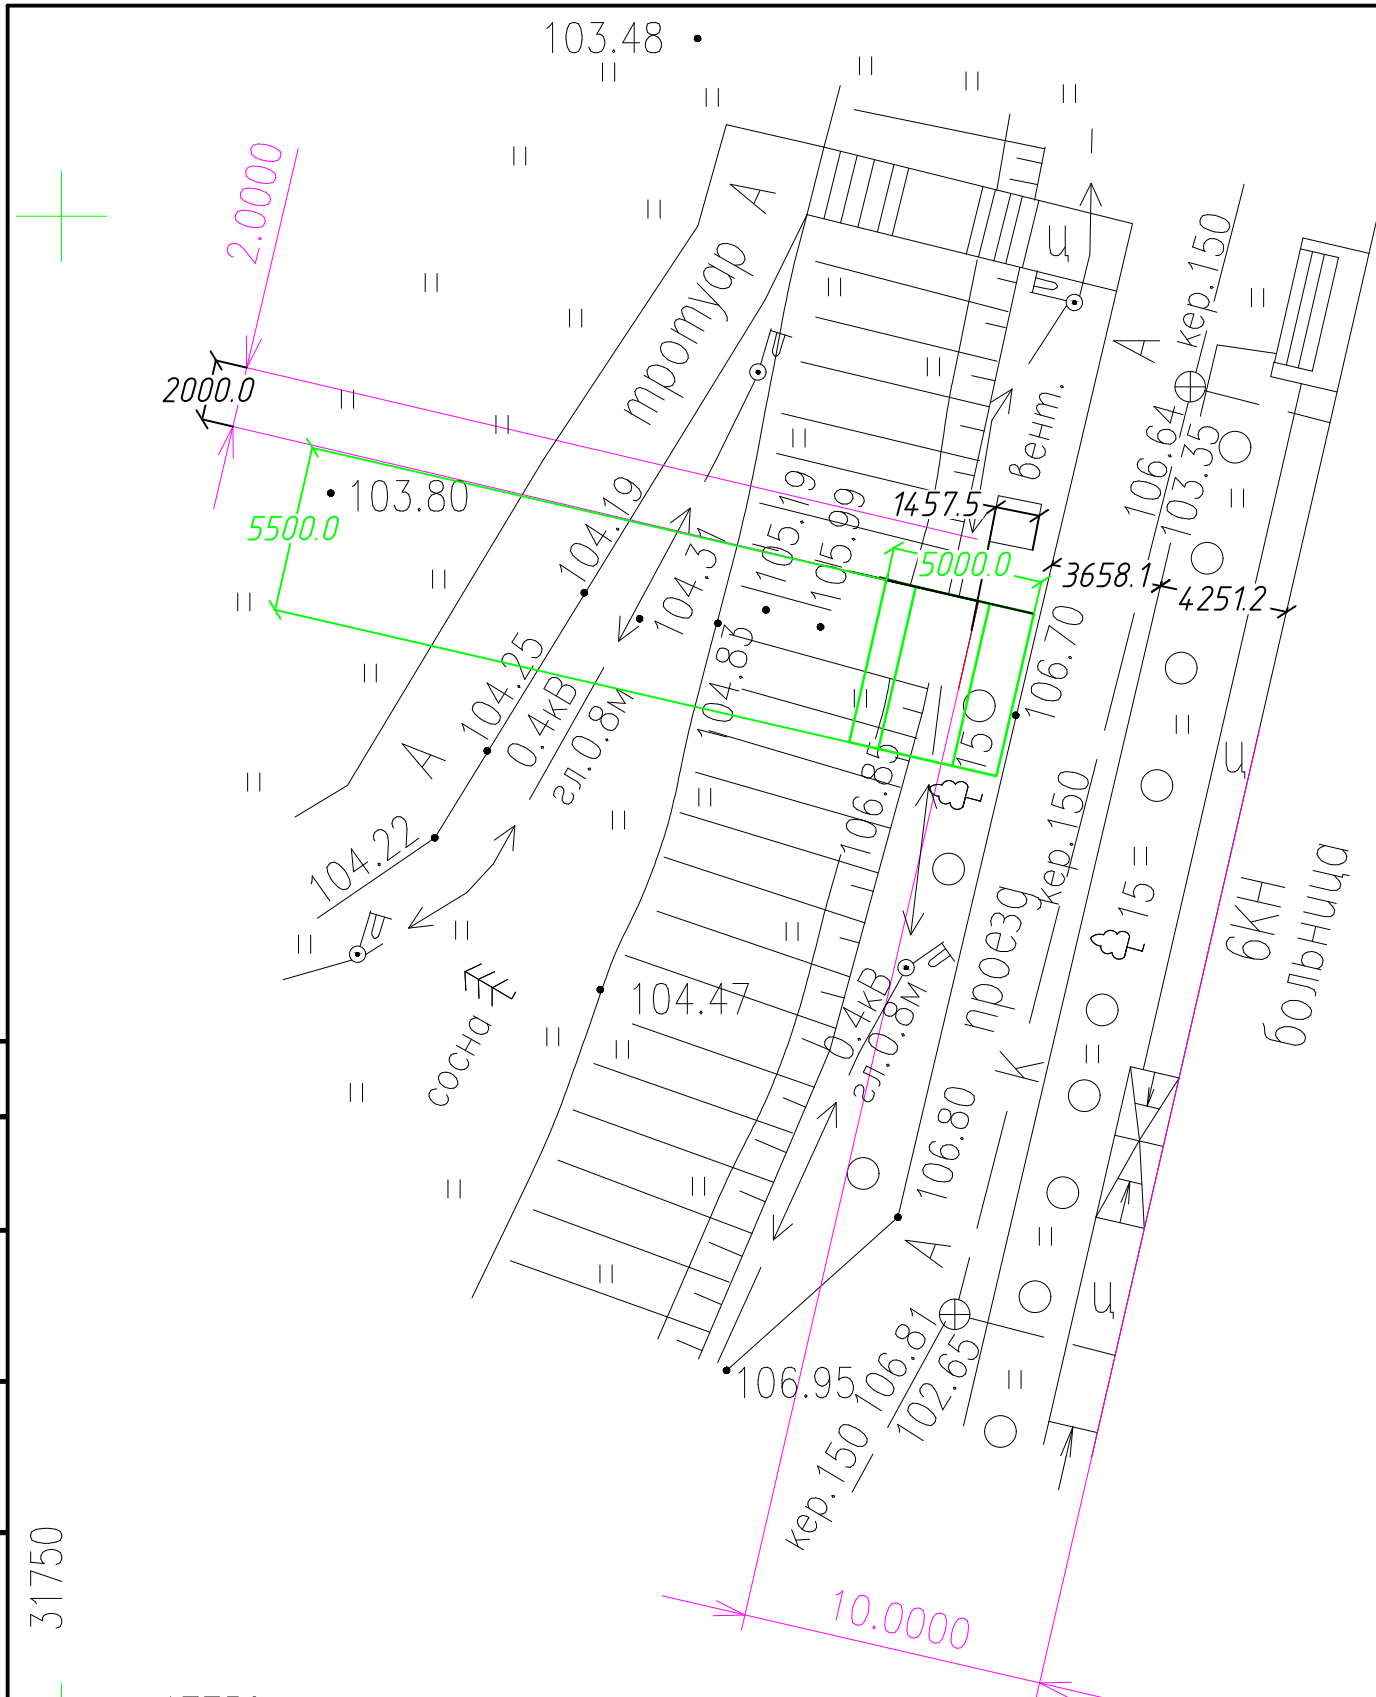 103.48
2.0000
А
тротуар
А
ц
кер.150
А
2000.0
Вент.
106.64
103.35
103.80
5500.0
104.19
104.31
105.19
105.99
1457.5
5000.0
3658.1
4251.2
106.70
104.83
104.25
0.4кВ
гл.0.8м
А
15
106.85
кер.150
ц
104.22
15
проезд
6КН
больница
104.47
сосна
0.4кВ
гл.0.8м
К
106.80
А
ц
106.95
106.81
102.65
кер.150
31750
10.0000